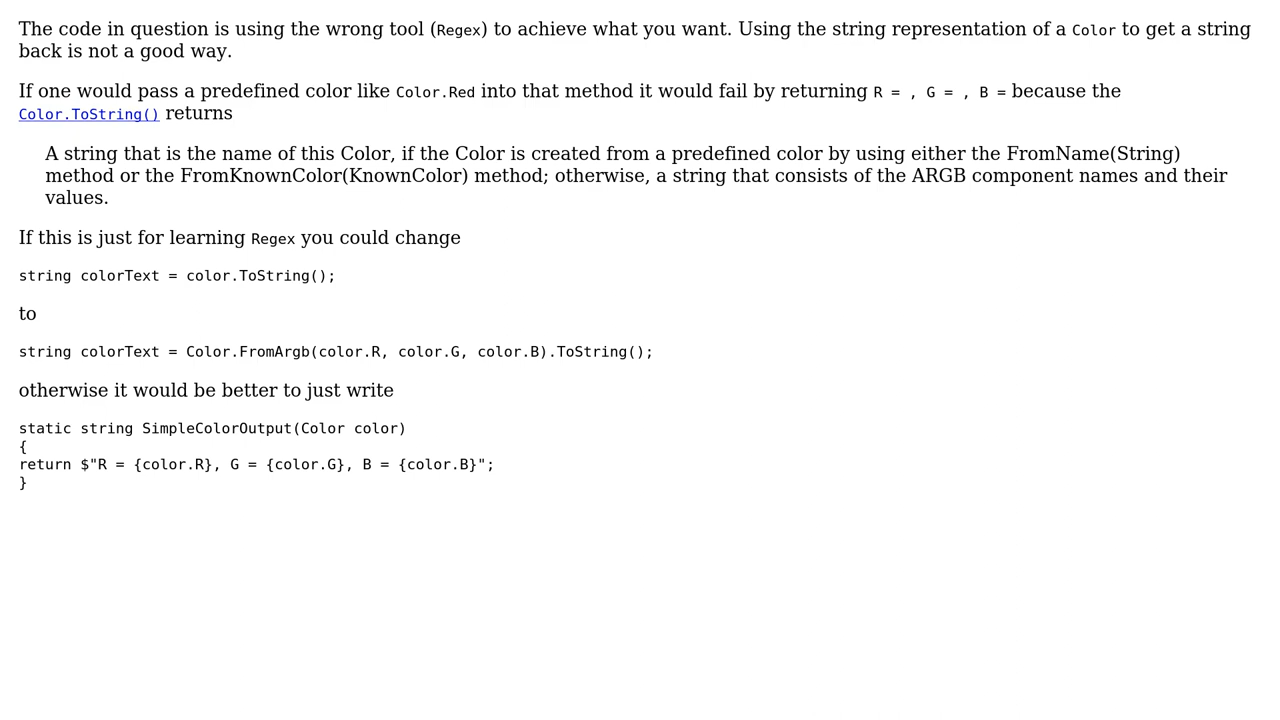 The code in question is using the wrong tool (Regex) to achieve what you want. Using the string representation of a Color to get a string
back is not a good way.
If one would pass a predefined color like Color.Red into that method it would fail by returning R = , G = , B = because the
Color.ToString() returns
A string that is the name of this Color, if the Color is created from a predefined color by using either the FromName(String)
method or the FromKnownColor(KnownColor) method; otherwise, a string that consists of the ARGB component names and their
values.
If this is just for learning Regex you could change
string colorText = color.ToString();
to
string colorText = Color.FromArgb(color.R, color.G, color.B).ToString();
otherwise it would be better to just write
static string SimpleColorOutput(Color color)
{
return $"R = {color.R}, G = {color.G}, B = {color.B}";
}